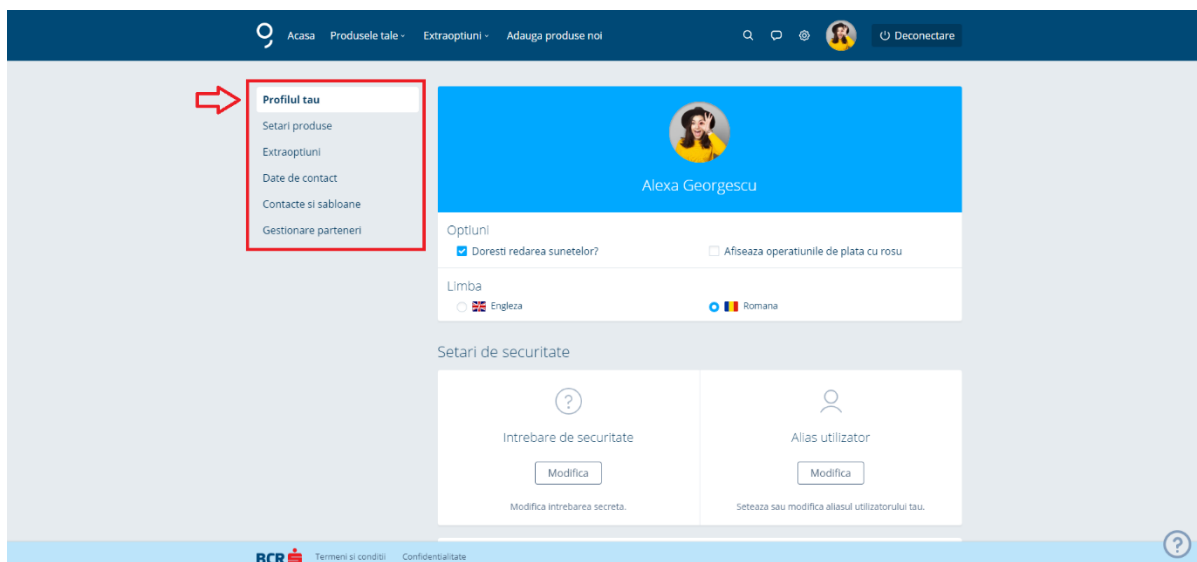 Acasa Produsele tale Extraoptiuni Adauga produse noi Deconectare
Profilul tau
Setari produse
Extraoptiuni
Date de contact
Contacte si sabloane
Gestionare parteneri
Alexa Georgescu
Optiuni
Doresti redarea sunetelor? Afiseaza operatiunile de plata cu rosu
Limba
Engleza Romana
Setari de securitate
Intrebare de securitate Alias utilizator
Modifica Modifica
Modifica intrebarea secreta. Seteaza sau modifica aliasul utilizatorului tau.
BCR Termeni si conditii Confidentialitate